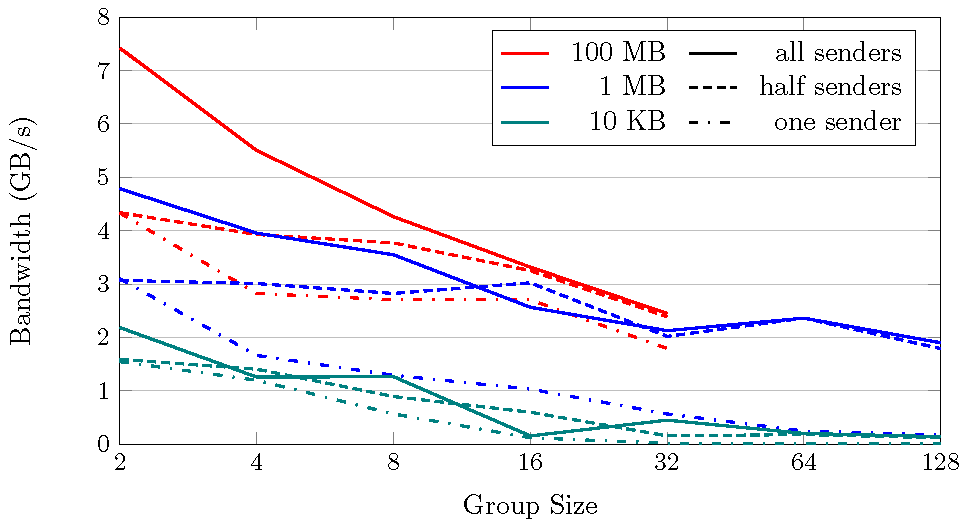 8
7
6
5
4
3
2
1
0
Bandwidth (GB/s)
100 MB all senders
1 MB half senders
10 KB one sender
2 4 8 16 32 64 128
Group Size